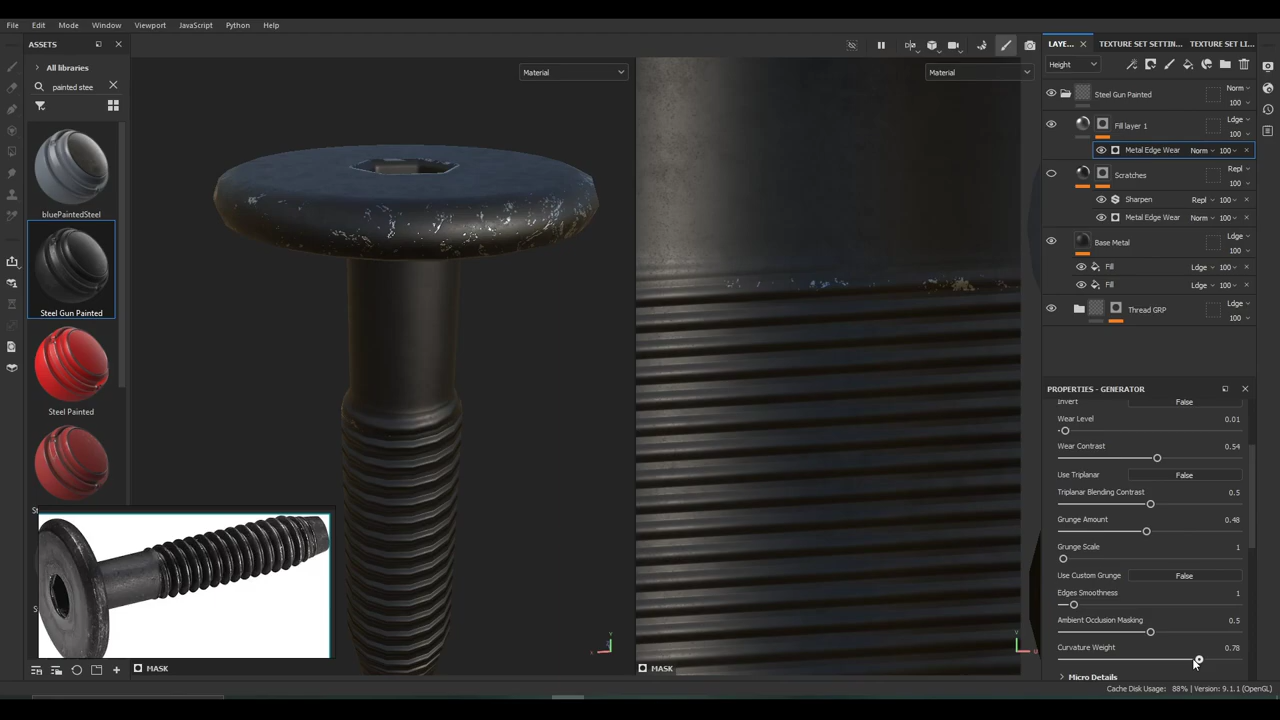 File Edit Mode Window Viewport JavaScript Python Help
ASSETS
All libraries
painted stee
bluePaintedSteel
Steel Gun Painted
Steel Painted
Material
Material
MASK
MASK
LAYE...
TEXTURE SET SETTIN...
TEXTURE SET LI...
Height
Steel Gun Painted
Norm
100
Fill layer 1
Ldge
100
Metal Edge Wear Norm 100
Scratches
Repl
100
Sharpen Repl 100
Metal Edge Wear Norm 100
Base Metal
Ldge
100
Fill Ldge 100
Fill Ldge 100
Thread GRP
Ldge
100
PROPERTIES - GENERATOR
Invert False
Wear Level 0.01
Wear Contrast 0.54
Use Triplanar False
Triplanar Blending Contrast 0.5
Grunge Amount 0.48
Grunge Scale 1
Use Custom Grunge False
Edges Smoothness 1
Ambient Occlusion Masking 0.5
Curvature Weight 0.78
Micro Details
Cache Disk Usage: 88% | Version: 9.1.1 (OpenGL)